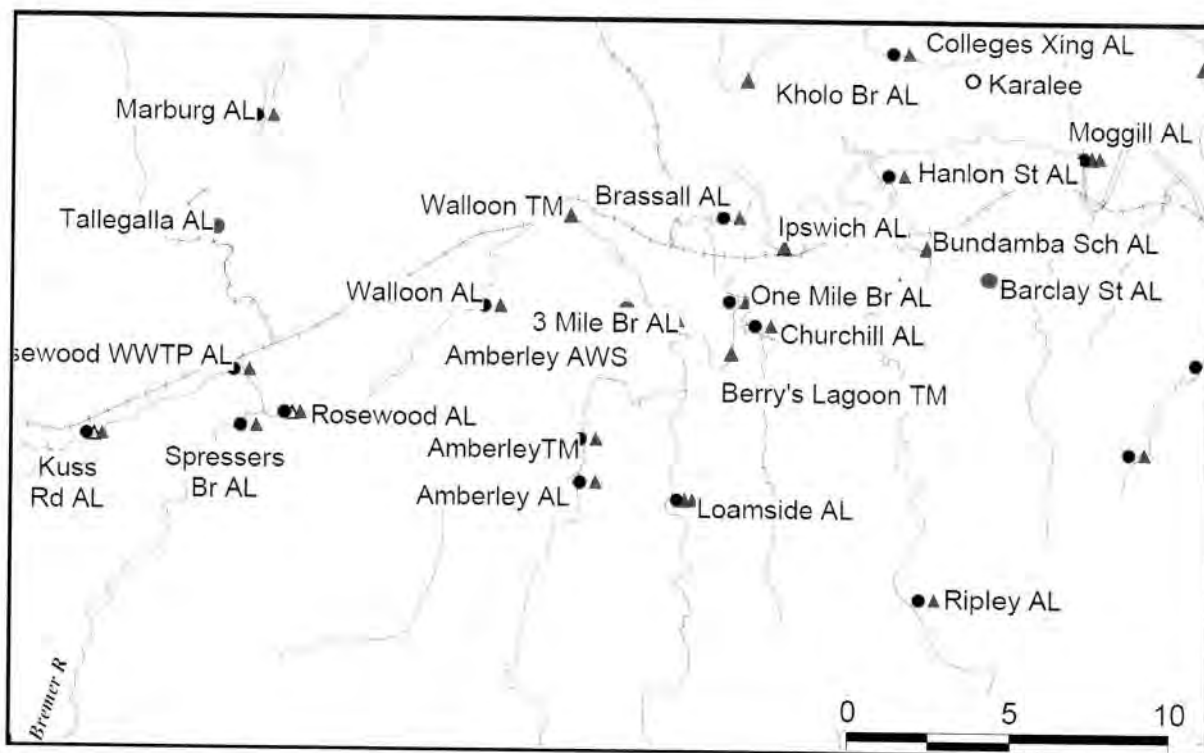 Colleges Xing AL
Karalee
Kholo Br AL
Marburg AL
Moggill AL
Hanlon St AL
Brassall AL
Walloon TM
Tallegalla AL
Ipswich AL
Bundamba Sch AL
Barclay St AL
Walloon AL
One Mile Br AL
3 Mile Br AL
Churchill AL
sewood WWTP AL
Amberley AWS
Berry's Lagoon TM
Rosewood AL
AmberleyTM
Kuss
Rd AL
Spressers
Br AL
Amberley AL
Loamside AL
Ripley AL
Bremer R
0 5 10